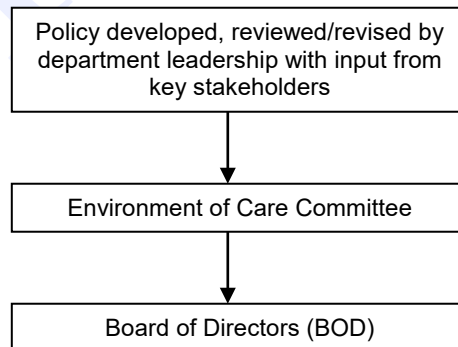 Policy developed, reviewed/revised by
department leadership with input from
key stakeholders
Environment of Care Committee
Board of Directors (BOD)